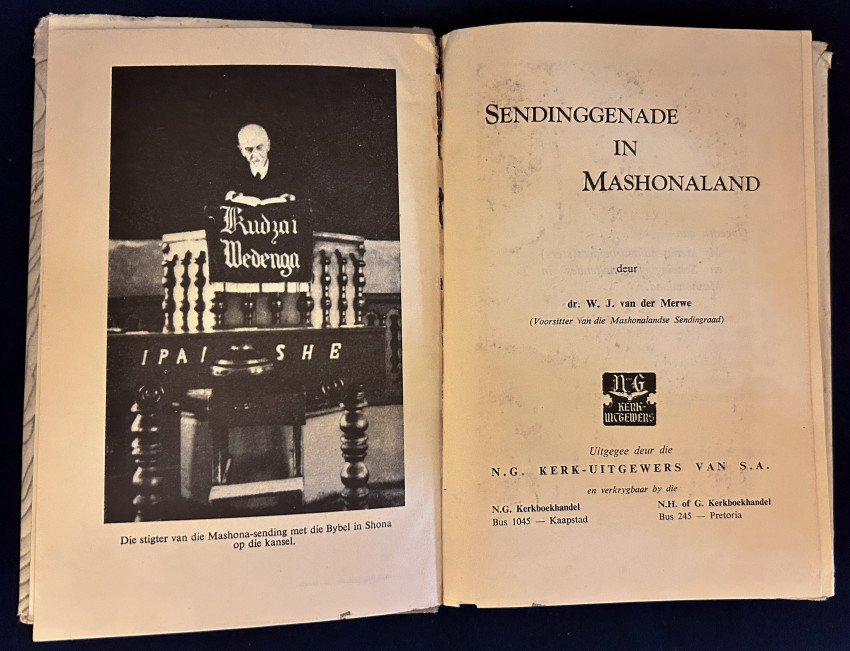 Kudzai
Wedenga
IPAI SHE
Die stigter van die Mashona-sending met die Bybel in Shona
op die kansel.
SENDINGGENADE
IN
MASHONALAND
deur
dr. W. J. van der Merwe
(Voorsitter van die Mashonalandse Sendingraad)
N G
KERK-
UITGEWERS
Uitgegee deur die
N.G. KERK-UITGEWERS VAN S.A.
en verkrygbaar by die
N.G. Kerkboekhandel
Bus 1045 — Kaapstad
N.H. of G. Kerkboekhandel
Bus 245 — Pretoria